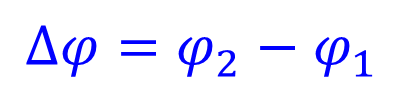 Δφ = φ₂ − φ₁